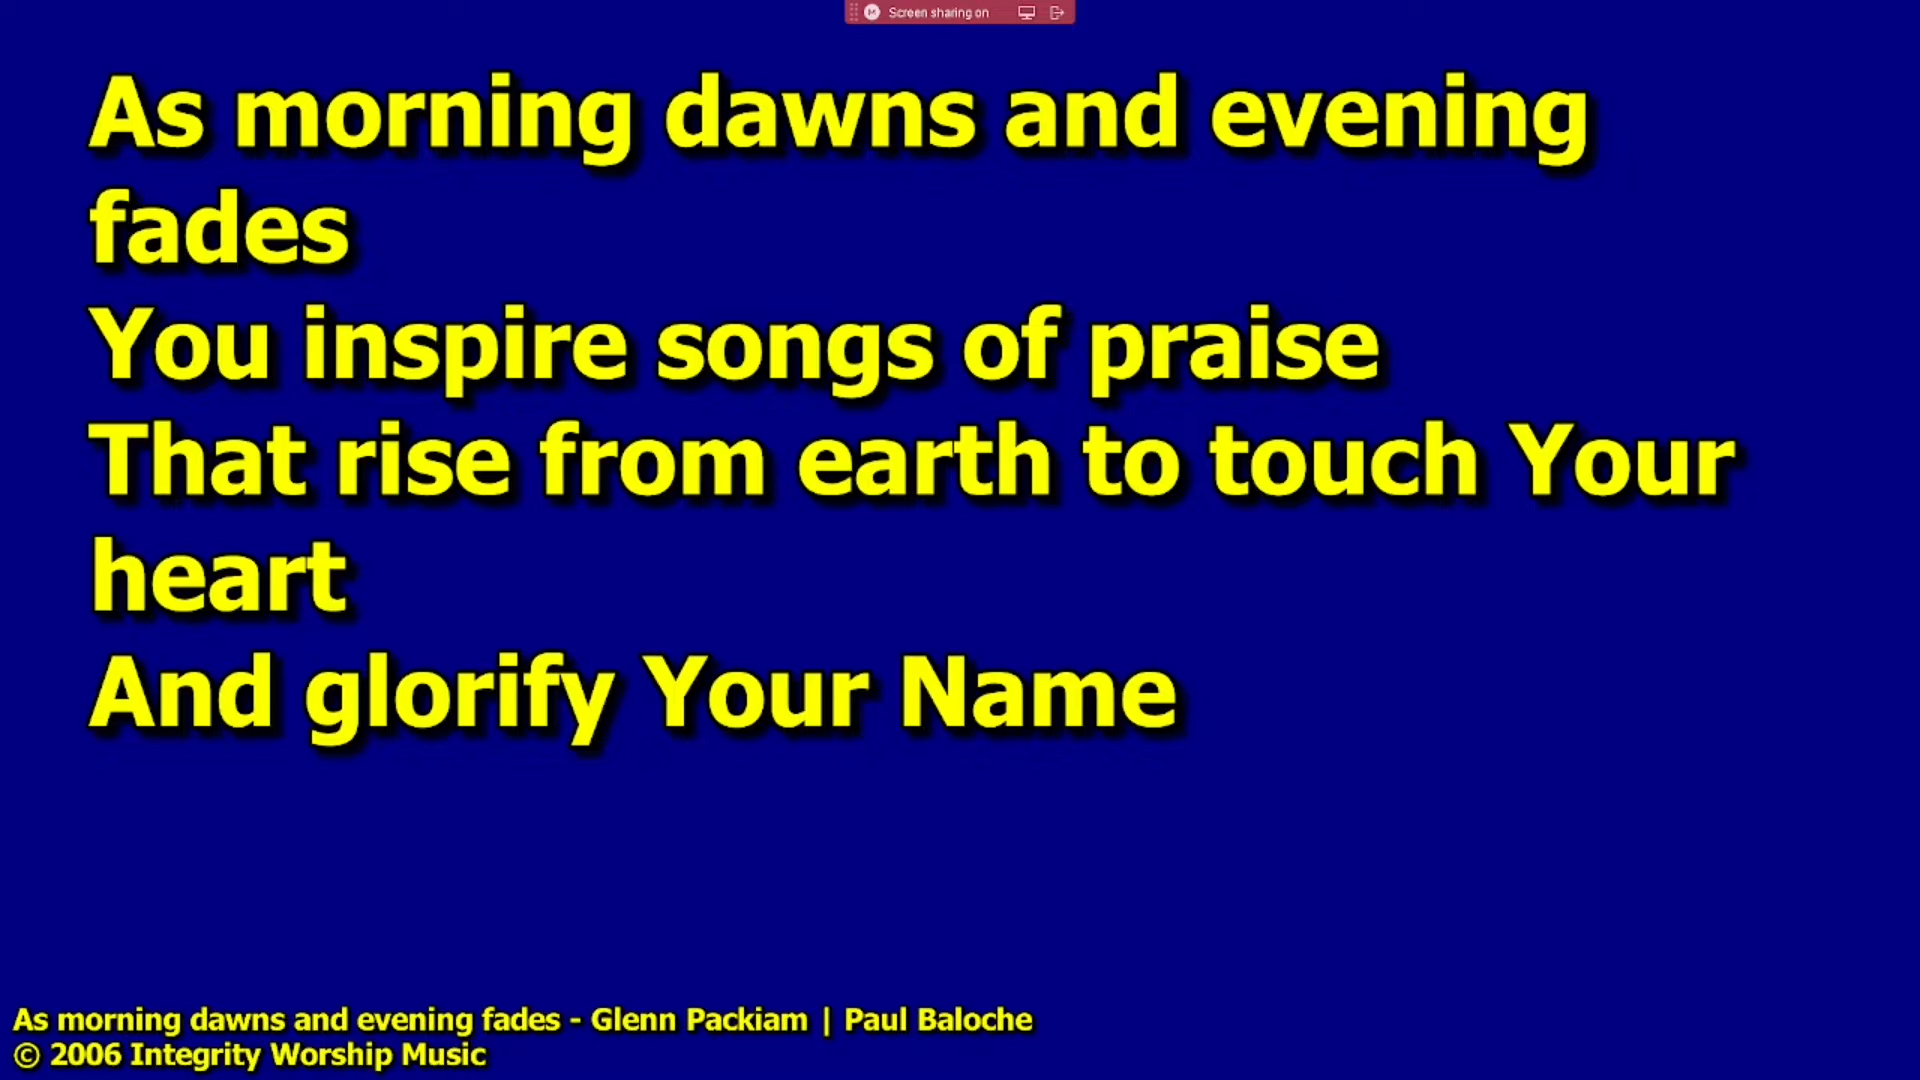 Screen sharing on
As morning dawns and evening
fades
You inspire songs of praise
That rise from earth to touch Your
heart
And glorify Your Name
As morning dawns and evening fades - Glenn Packiam | Paul Baloche
© 2006 Integrity Worship Music